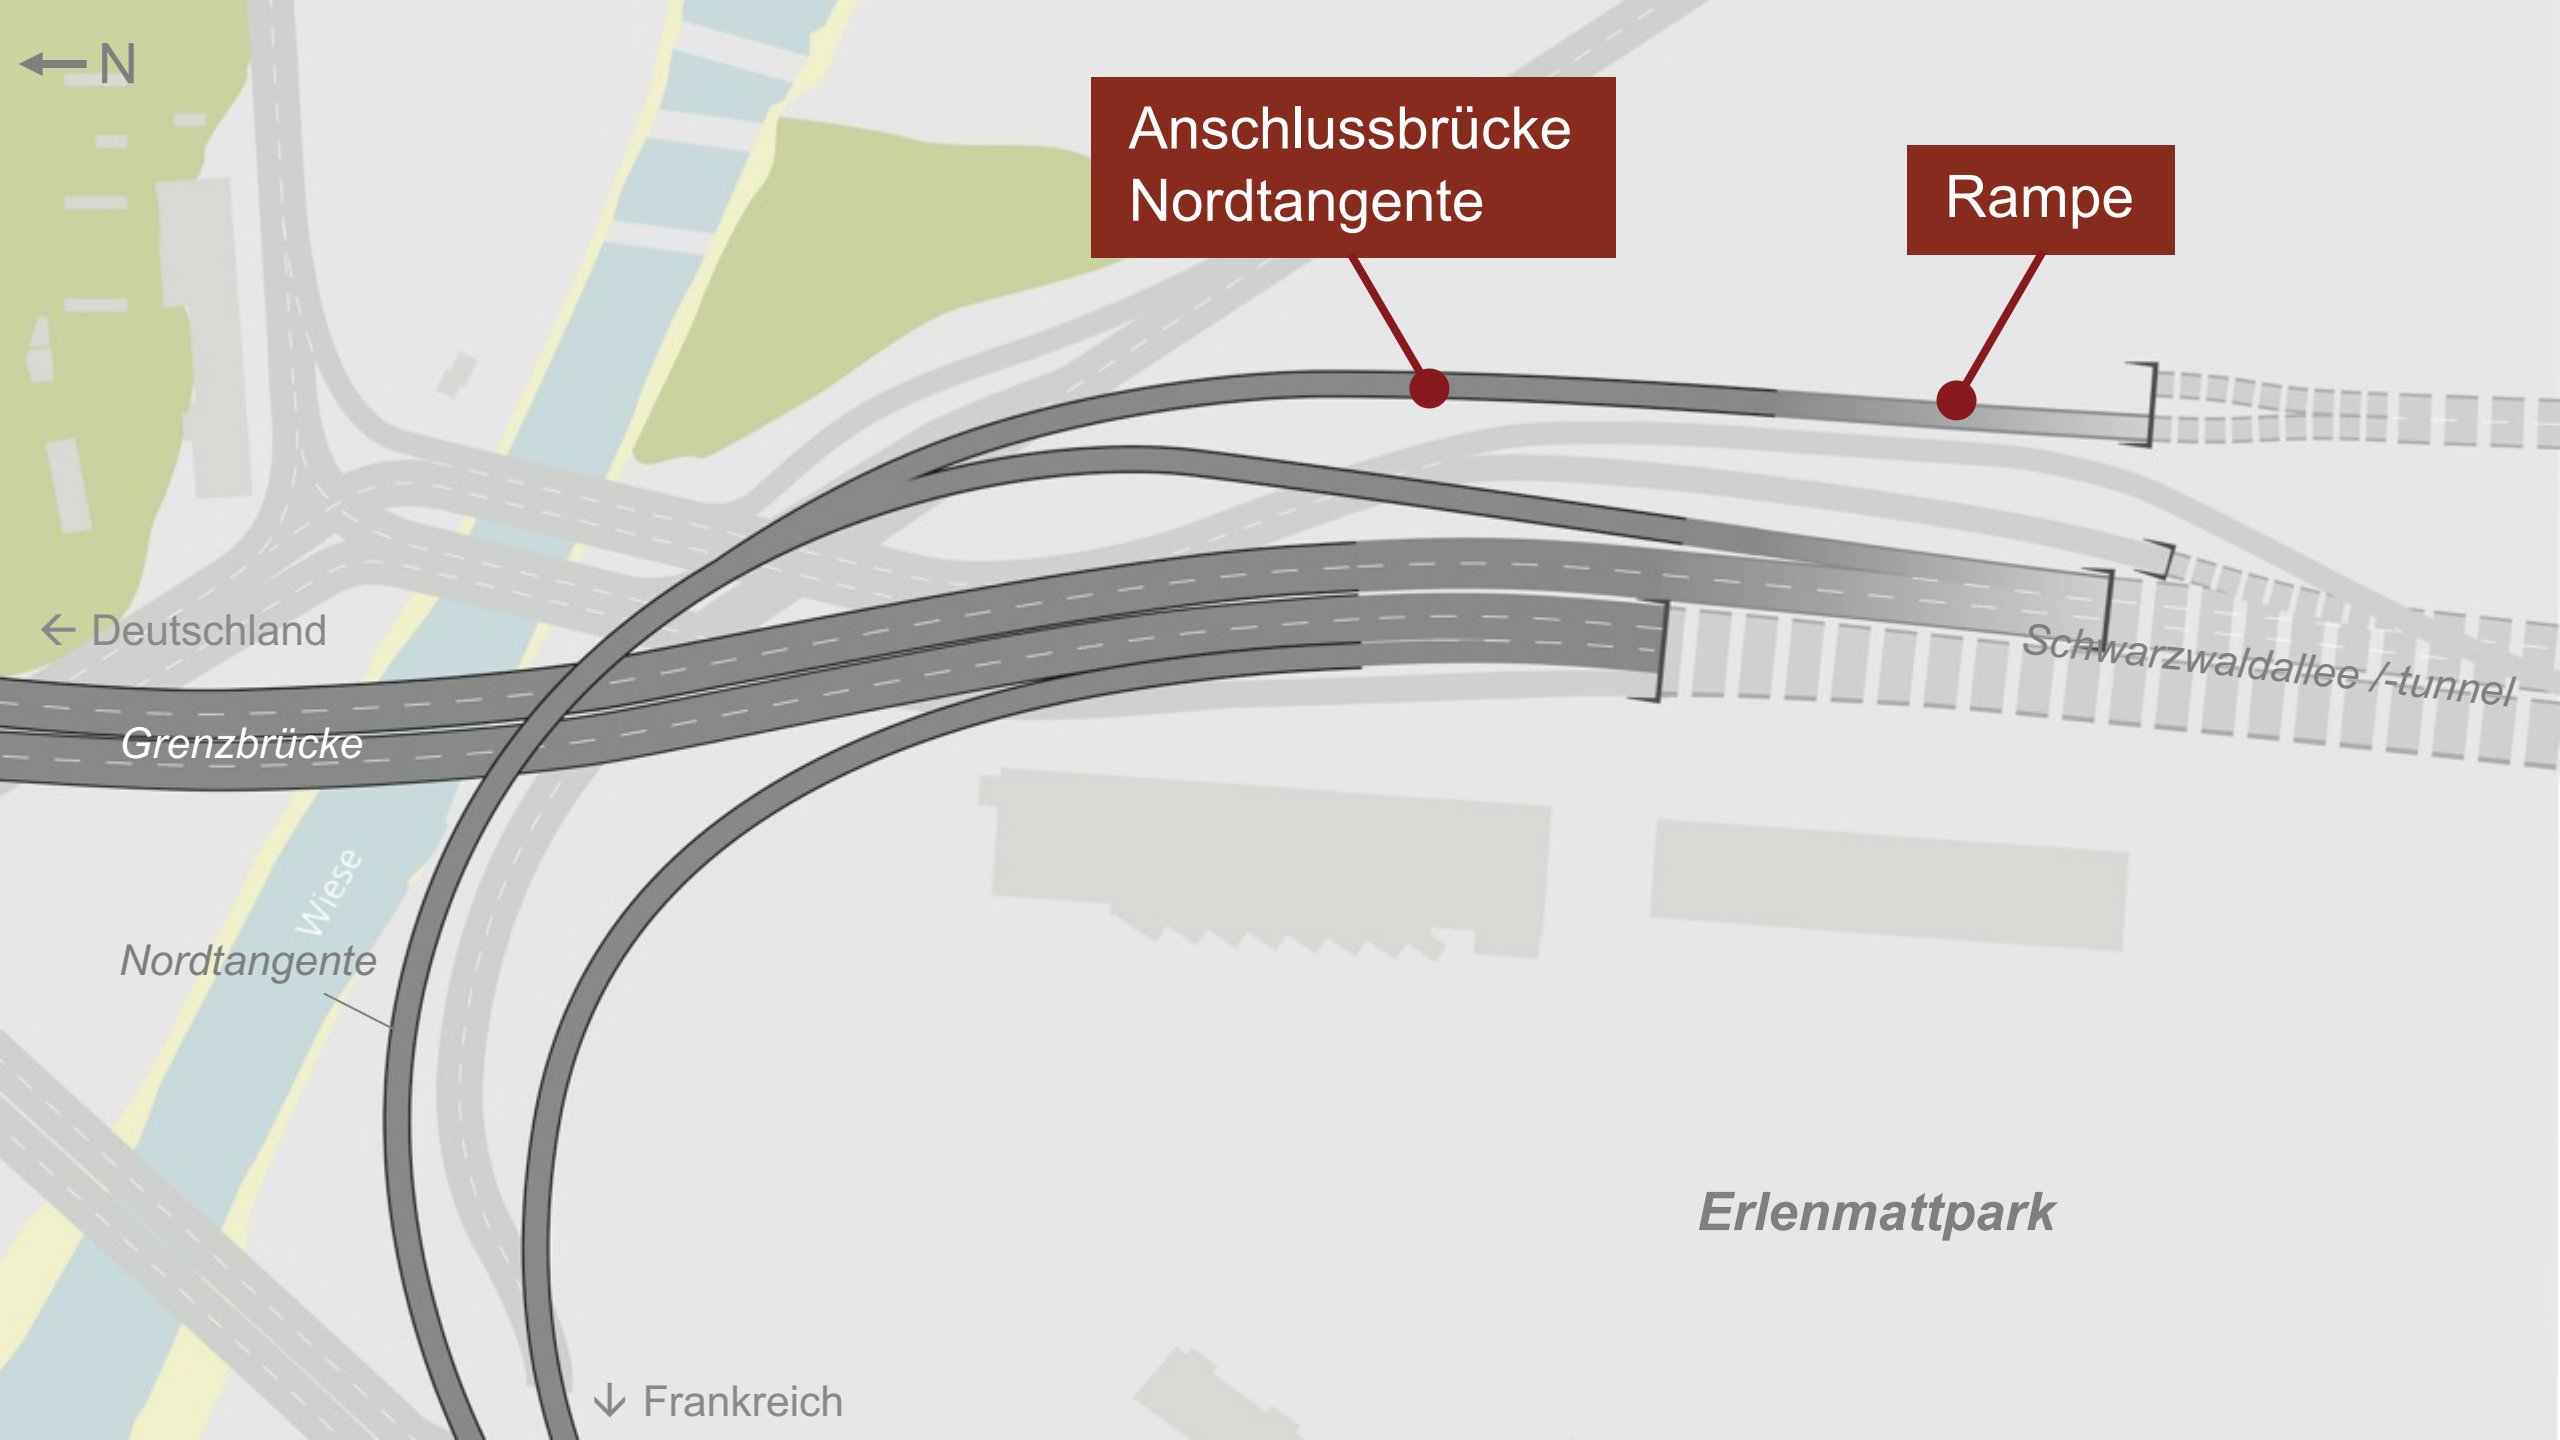 ← N
Anschlussbrücke
Nordtangente
Rampe
← Deutschland
Schwarzwaldallee /-tunnel
Grenzbrücke
Wiese
Nordtangente
Erlenmattpark
↓ Frankreich